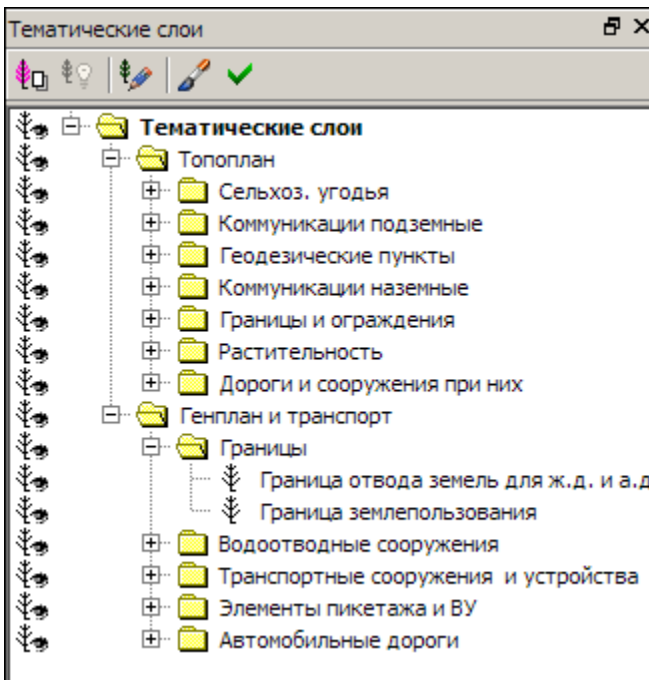 Тематические слои
Тематические слои
Топоплан
Сельхоз. угодья
Коммуникации подземные
Геодезические пункты
Коммуникации наземные
Границы и ограждения
Растительность
Дороги и сооружения при них
Генплан и транспорт
Границы
Граница отвода земель для ж.д. и а.д
Граница землепользования
Водоотводные сооружения
Транспортные сооружения и устройства
Элементы пикетажа и ВУ
Автомобильные дороги